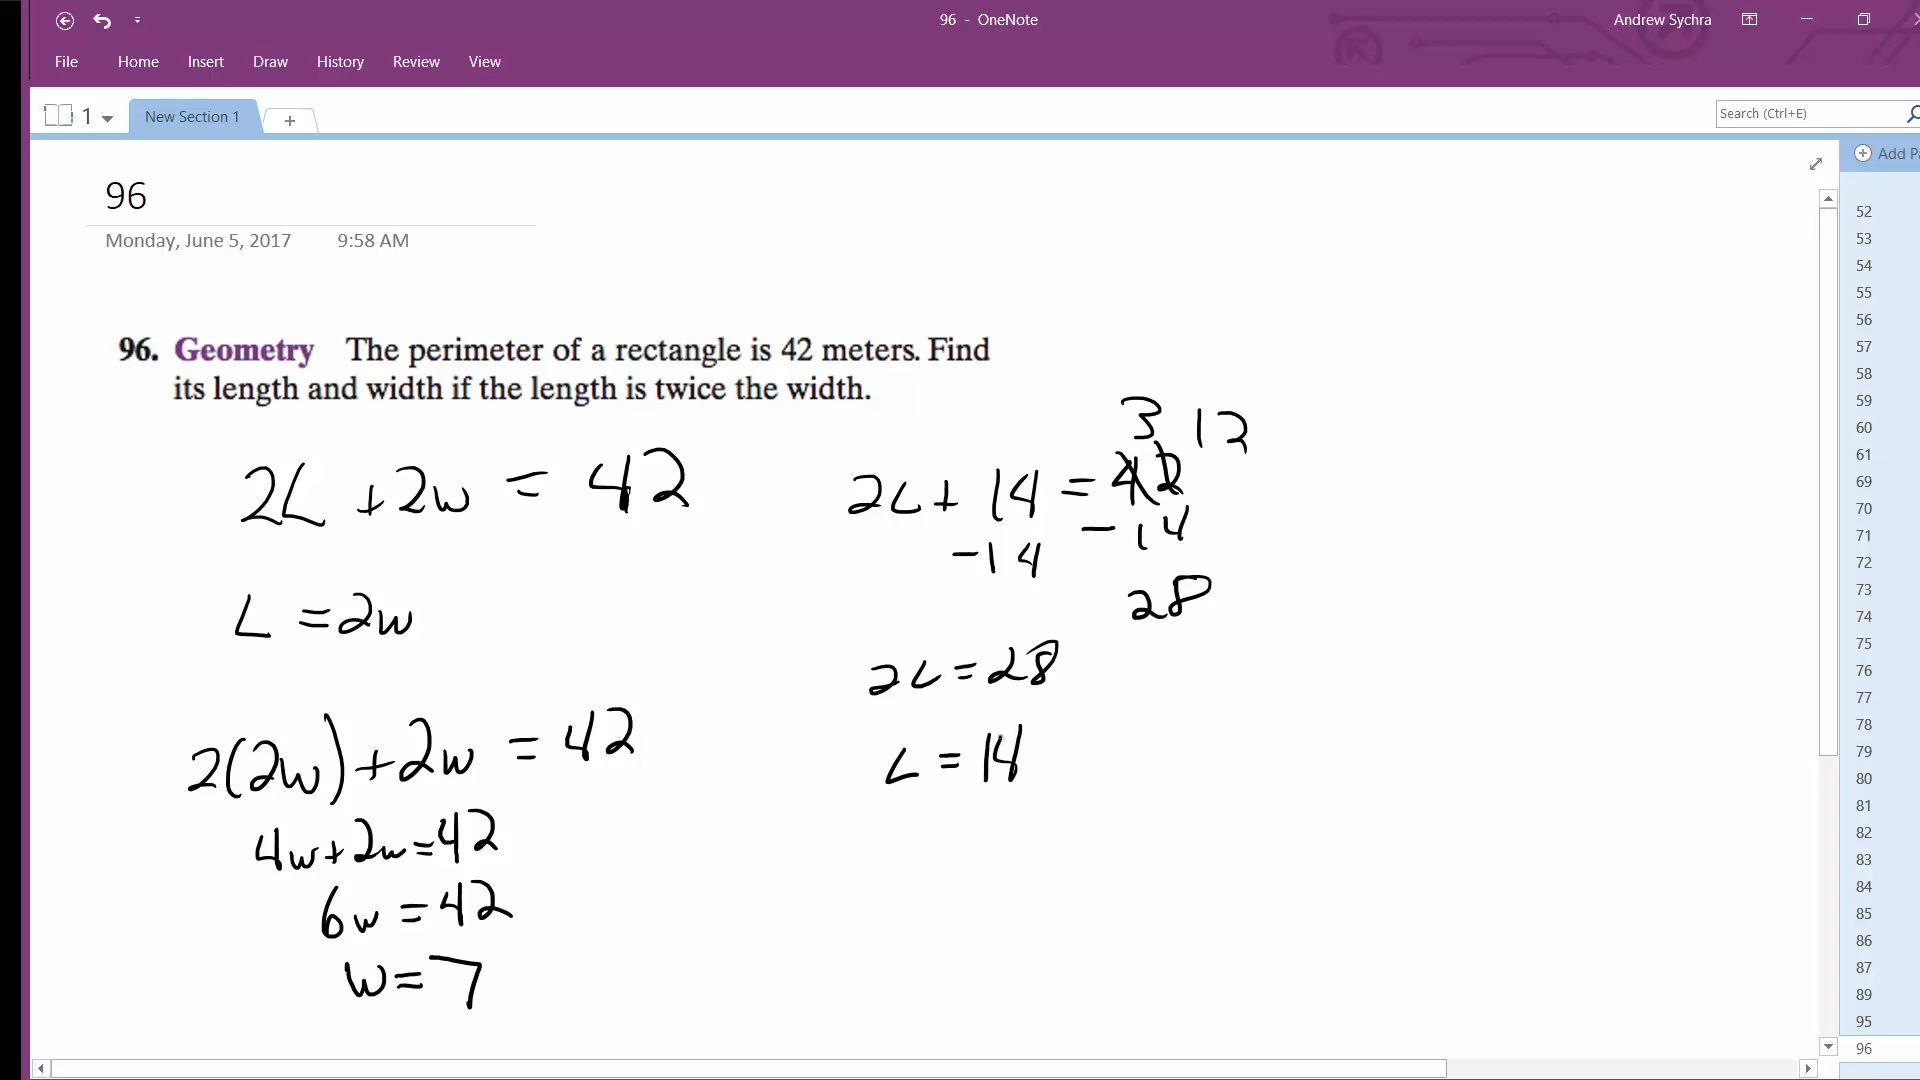 96 - OneNote
Andrew Sychra
File Home Insert Draw History Review View
1
New Section 1
+
Search (Ctrl+E)
Add Pa
96
Monday, June 5, 2017 9:58 AM
96. Geometry The perimeter of a rectangle is 42 meters. Find
its length and width if the length is twice the width.
2L + 2w = 42
L = 2w
2(2w) + 2w = 42
4w + 2w = 42
6w = 42
w = 7
3 12
2L + 14 = 42
-14 -14
28
2L = 28
L = 14
52
53
54
55
56
57
58
59
60
61
69
70
71
72
73
74
75
76
77
78
79
80
81
82
83
84
85
86
87
89
95
96